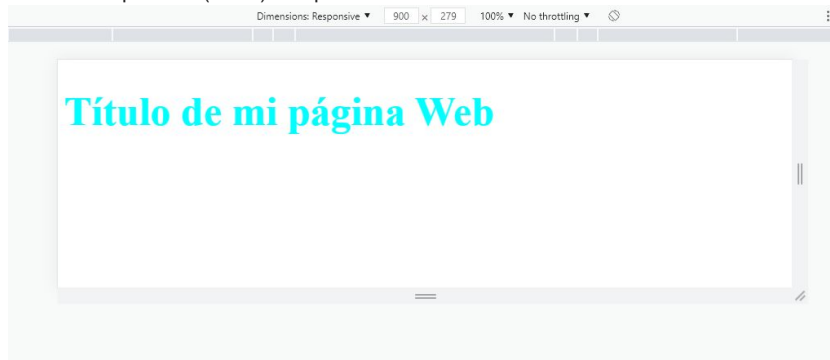 Dimensions: Responsive ▼ 900 x 279 100% ▼ No throttling ▼
Título de mi página Web